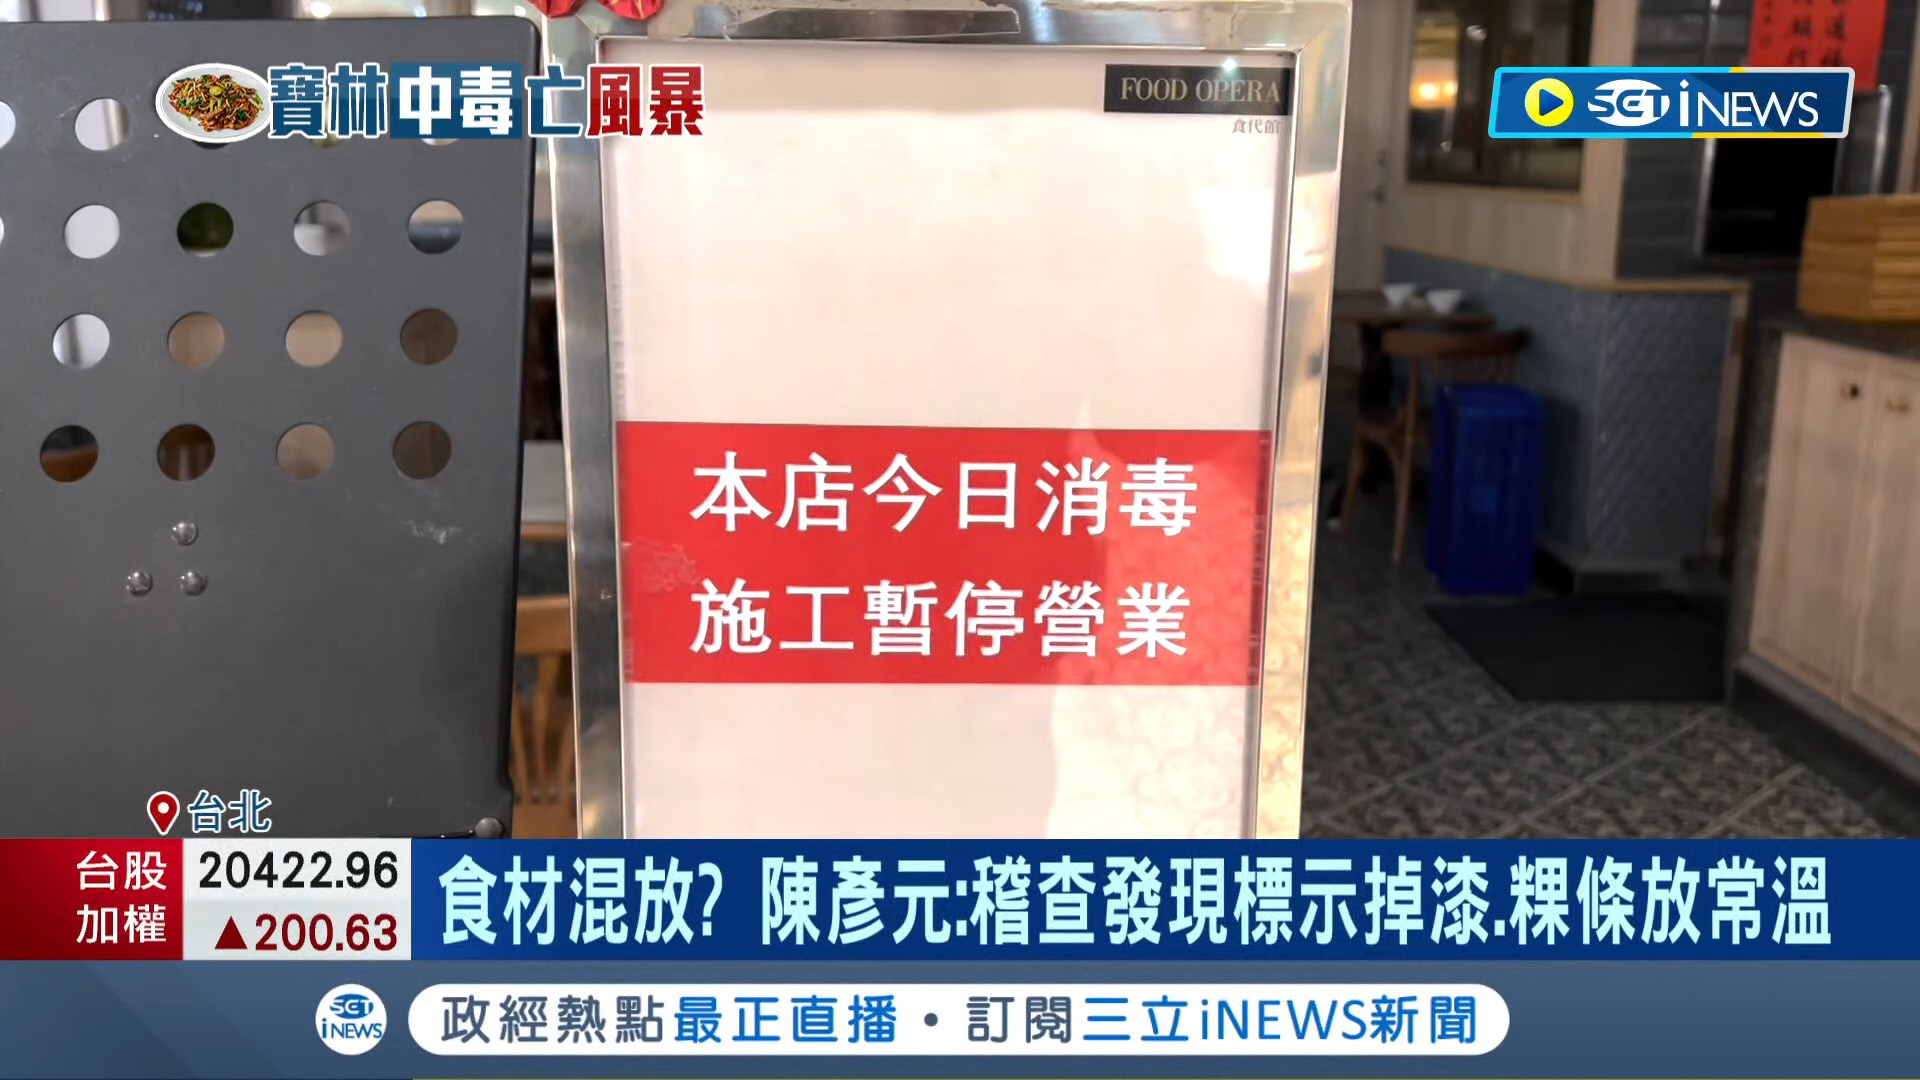 寶林中毒亡風暴
SET iNEWS
FOOD OPERA
食代館
本店今日消毒
施工暫停營業
台北
台股加權
20422.96
▲200.63
食材混放? 陳彥元:稽查發現標示掉漆.粿條放常溫
SET iNEWS
政經熱點最正直播・訂閱三立iNEWS新聞